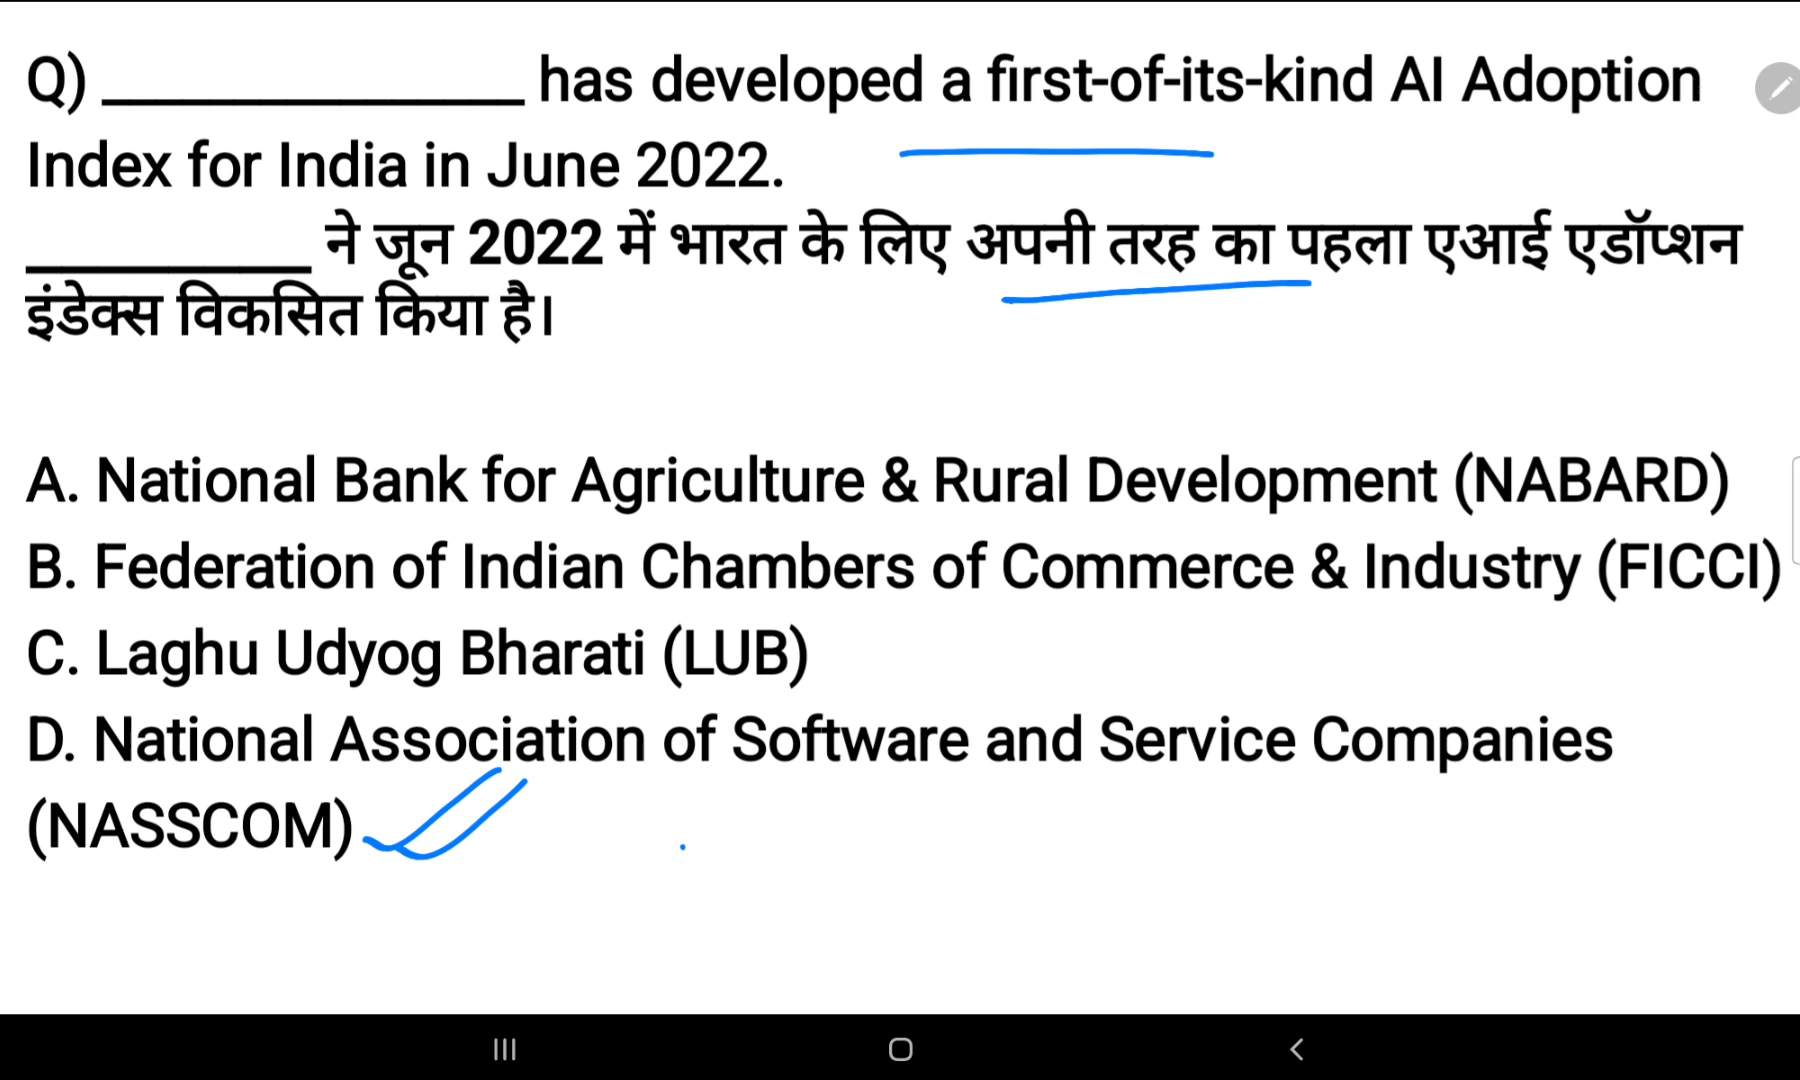 Q)____________ has developed a first-of-its-kind AI Adoption
Index for India in June 2022.
_________ ने जून 2022 में भारत के लिए अपनी तरह का पहला एआई एडॉप्शन
इंडेक्स विकसित किया है।
A. National Bank for Agriculture & Rural Development (NABARD)
B. Federation of Indian Chambers of Commerce & Industry (FICCI)
C. Laghu Udyog Bharati (LUB)
D. National Association of Software and Service Companies
(NASSCOM)